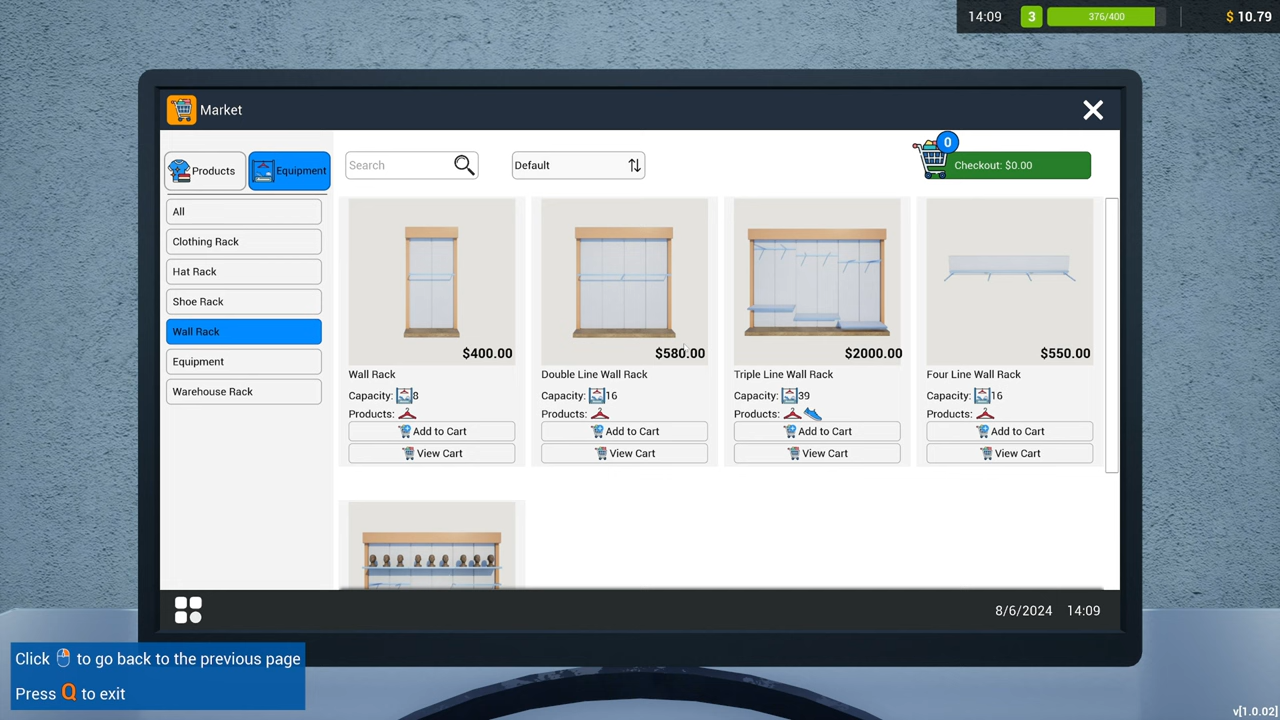 14:09
3
376/400
$ 10.79
Market
Products
Equipment
Search
Default
0
Checkout: $0.00
All
Clothing Rack
Hat Rack
Shoe Rack
Wall Rack
Equipment
Warehouse Rack
$400.00
Wall Rack
Capacity: 8
Products:
Add to Cart
View Cart
$580.00
Double Line Wall Rack
Capacity: 16
Products:
Add to Cart
View Cart
$2000.00
Triple Line Wall Rack
Capacity: 39
Products:
Add to Cart
View Cart
$550.00
Four Line Wall Rack
Capacity: 16
Products:
Add to Cart
View Cart
8/6/2024 14:09
Click to go back to the previous page
Press Q to exit
v[1.0.02]